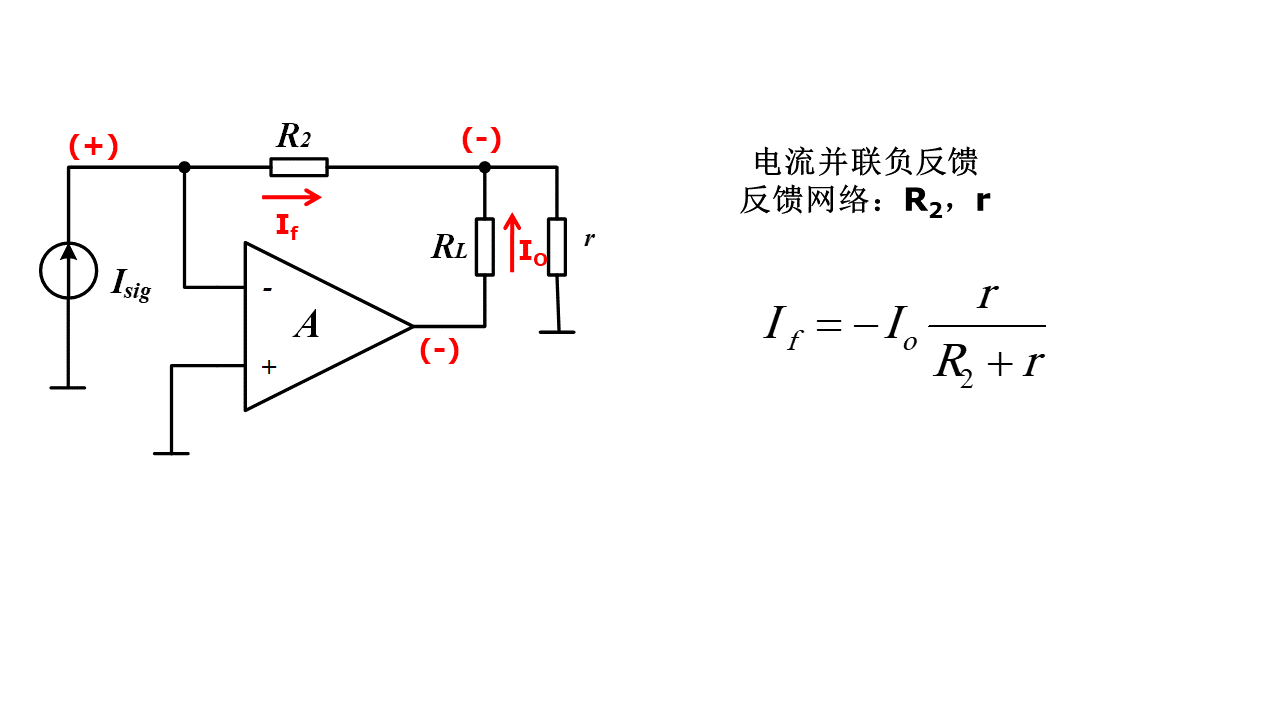 (+)
R2
(-)
If
RL
IO
r
Isig
-
A
+
(-)
电流并联负反馈
反馈网络：R2，r
If = -Io r / (R2 + r)